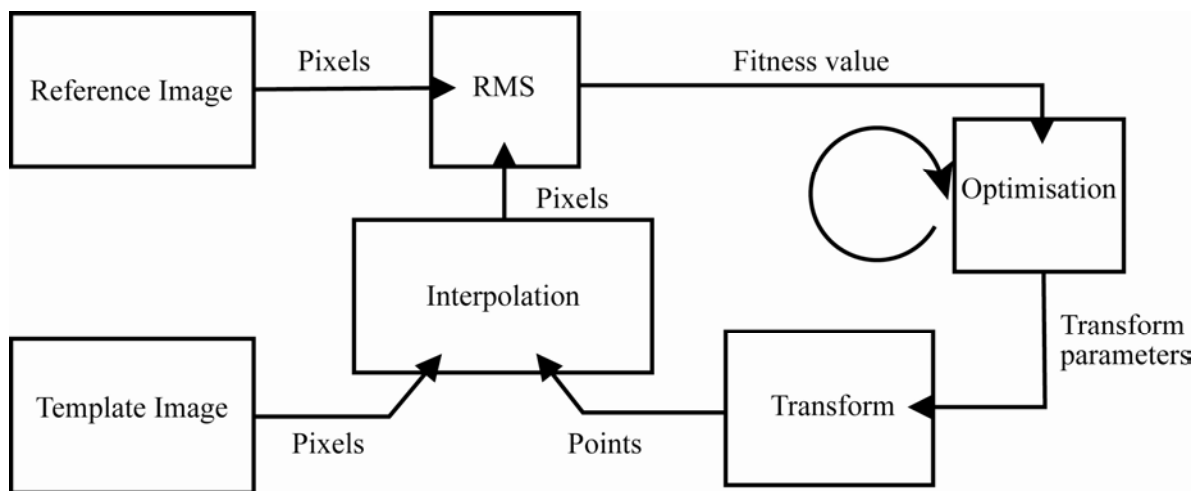 Reference Image
Pixels
RMS
Fitness value
Optimisation
Pixels
Interpolation
Transform
parameters
Template Image
Pixels
Points
Transform